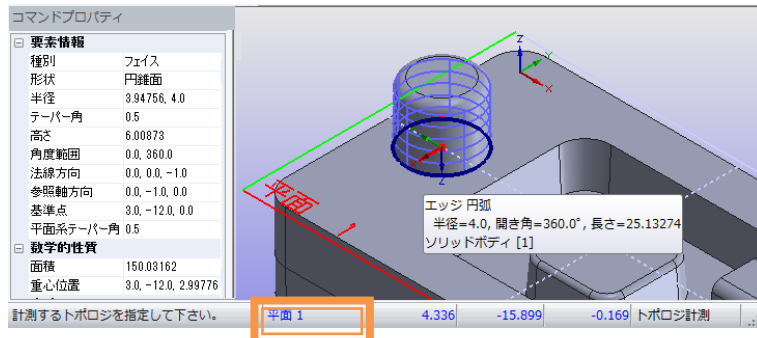 コマンドプロパティ
要素情報
種別 フェイス
形状 円錐面
半径 3.94756, 4.0
テーパー角 0.5
高さ 6.00873
角度範囲 0.0, 360.0
法線方向 0.0, 0.0, -1.0
参照軸方向 0.0, -1.0, 0.0
基準点 3.0, -12.0, 0.0
平面系テーパー角 0.5
数学的性質
面積 150.03162
重心位置 3.0, -12.0, 2.99776
Z
Y
X
X
Z
平面 1
エッジ 円弧
半径=4.0, 開き角=360.0°, 長さ=25.13274
ソリッドボディ [1]
計測するトポロジを指定して下さい。 平面 1 4.336 -15.899 -0.169 トポロジ計測